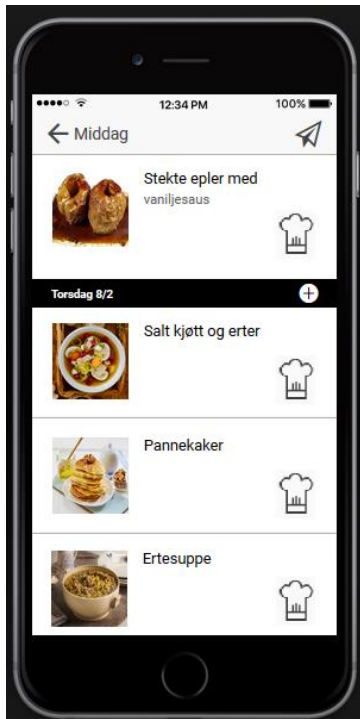 12:34 PM
100%
Middag
Stekte epler med
vaniljesaus
Torsdag 8/2
Salt kjøtt og erter
Pannekaker
Ertesuppe